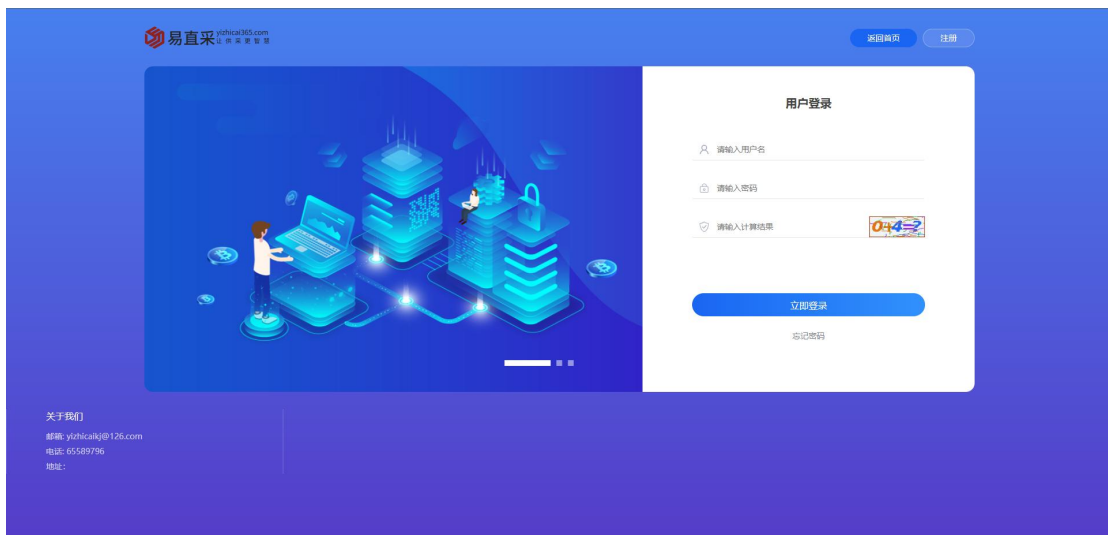 易直采
yizhicai365.com
让你采更智慧
返回首页
注册
用户登录
请输入用户名
请输入密码
请输入计算结果
立即登录
忘记密码
关于我们
邮箱: yizhicaikj@126.com
电话: 65589796
地址: